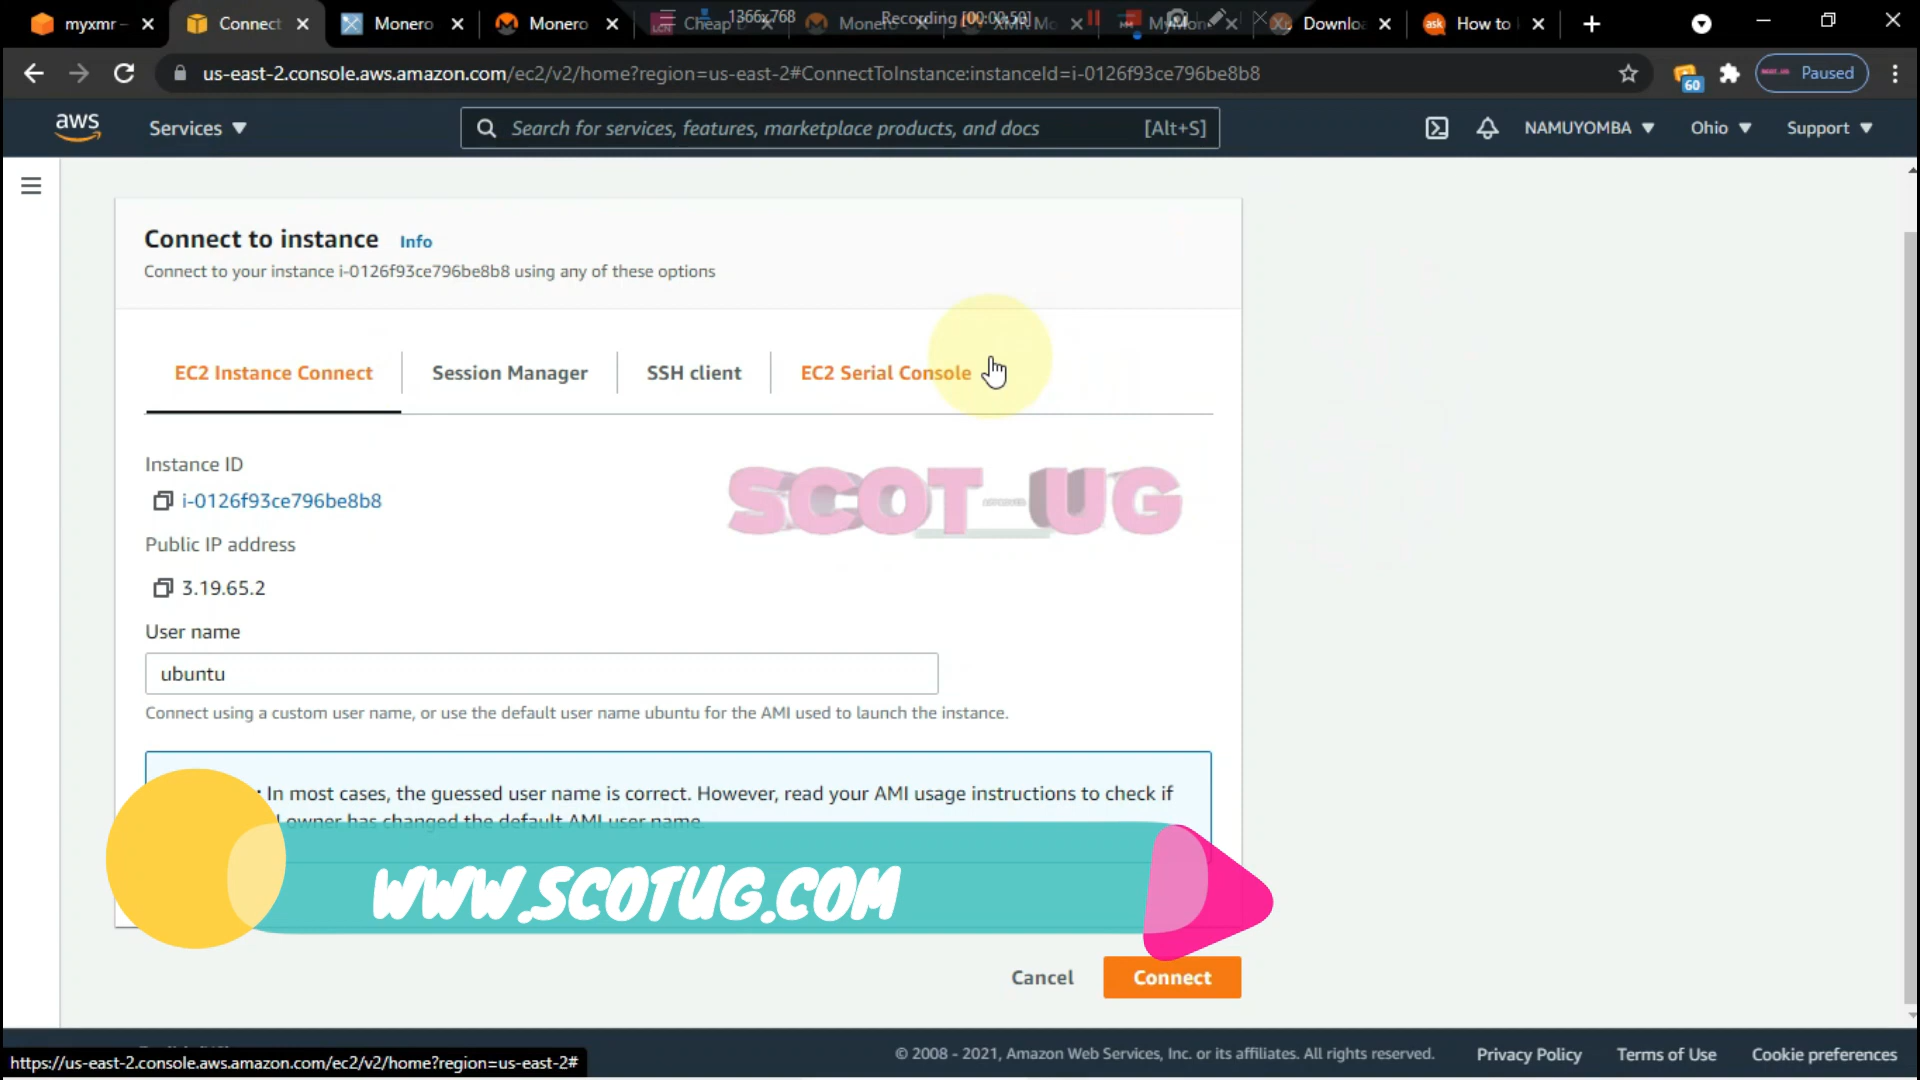 myxmr -
Connect
Monero
Monero
Cheap
1366x768
Monero
Recording [00:00:50]
XMR Mo
MyMon
Downlo
How to
us-east-2.console.aws.amazon.com/ec2/v2/home?region=us-east-2#ConnectToInstance:instanceId=i-0126f93ce796be8b8
60
Paused
aws
Services
Search for services, features, marketplace products, and docs
[Alt+S]
NAMUYOMBA
Ohio
Support
Connect to instance Info
Connect to your instance i-0126f93ce796be8b8 using any of these options
EC2 Instance Connect
Session Manager
SSH client
EC2 Serial Console
Instance ID
i-0126f93ce796be8b8
SCOT UG
Public IP address
3.19.65.2
User name
ubuntu
Connect using a custom user name, or use the default user name ubuntu for the AMI used to launch the instance.
: In most cases, the guessed user name is correct. However, read your AMI usage instructions to check if
owner has changed the default AMI user name.
WWW.SCOTUG.COM
Cancel
Connect
https://us-east-2.console.aws.amazon.com/ec2/v2/home?region=us-east-2#
© 2008 - 2021, Amazon Web Services, Inc. or its affiliates. All rights reserved.
Privacy Policy
Terms of Use
Cookie preferences